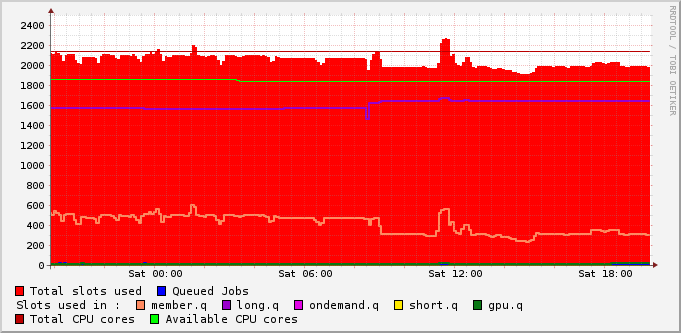 RRDTOOL / TOBI OETIKER
2400
2200
2000
1800
1600
1400
1200
1000
800
600
400
200
0
Sat 00:00 Sat 06:00 Sat 12:00 Sat 18:00
Total slots used Queued Jobs
Slots used in : member.q long.q ondemand.q short.q gpu.q
Total CPU cores Available CPU cores